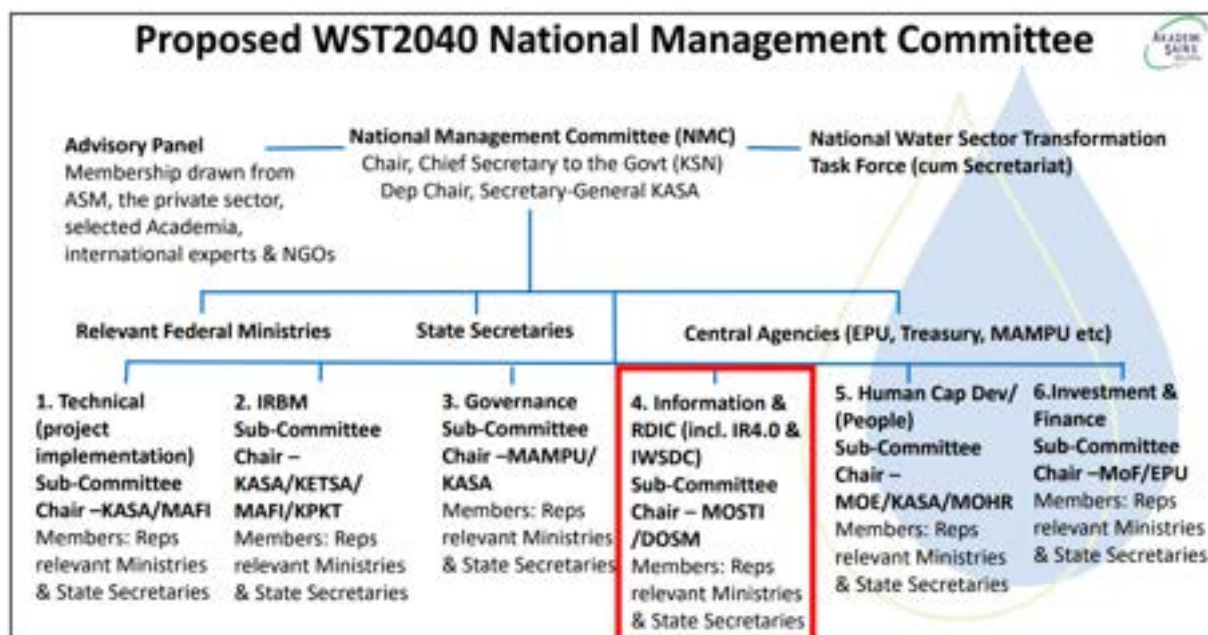 Proposed WST2040 National Management Committee
AKADEMI
SAINS
Advisory Panel
Membership drawn from
ASM, the private sector,
selected Academia,
international experts & NGOs
National Management Committee (NMC)
Chair, Chief Secretary to the Govt (KSN)
Dep Chair, Secretary-General KASA
National Water Sector Transformation
Task Force (cum Secretariat)
Relevant Federal Ministries
State Secretaries
Central Agencies (EPU, Treasury, MAMPU etc)
1. Technical
(project
implementation)
Sub-Committee
Chair –KASA/MAFI
Members: Reps
relevant Ministries
& State Secretaries
2. IRBM
Sub-Committee
Chair –
KASA/KETSA/
MAFI/KPKT
Members: Reps
relevant Ministries
& State Secretaries
3. Governance
Sub-Committee
Chair –MAMPU/
KASA
Members: Reps
relevant Ministries
& State Secretaries
4. Information &
RDIC (incl. IR4.0 &
IWSDC)
Sub-Committee
Chair – MOSTI
/DOSM
Members: Reps
relevant Ministries
& State Secretaries
5. Human Cap Dev/
(People)
Sub-Committee
Chair –
MOE/KASA/MOHR
Members: Reps
relevant Ministries
& State Secretaries
6.Investment &
Finance
Sub-Committee
Chair –MoF/EPU
Members: Reps
relevant Ministries
& State Secretaries